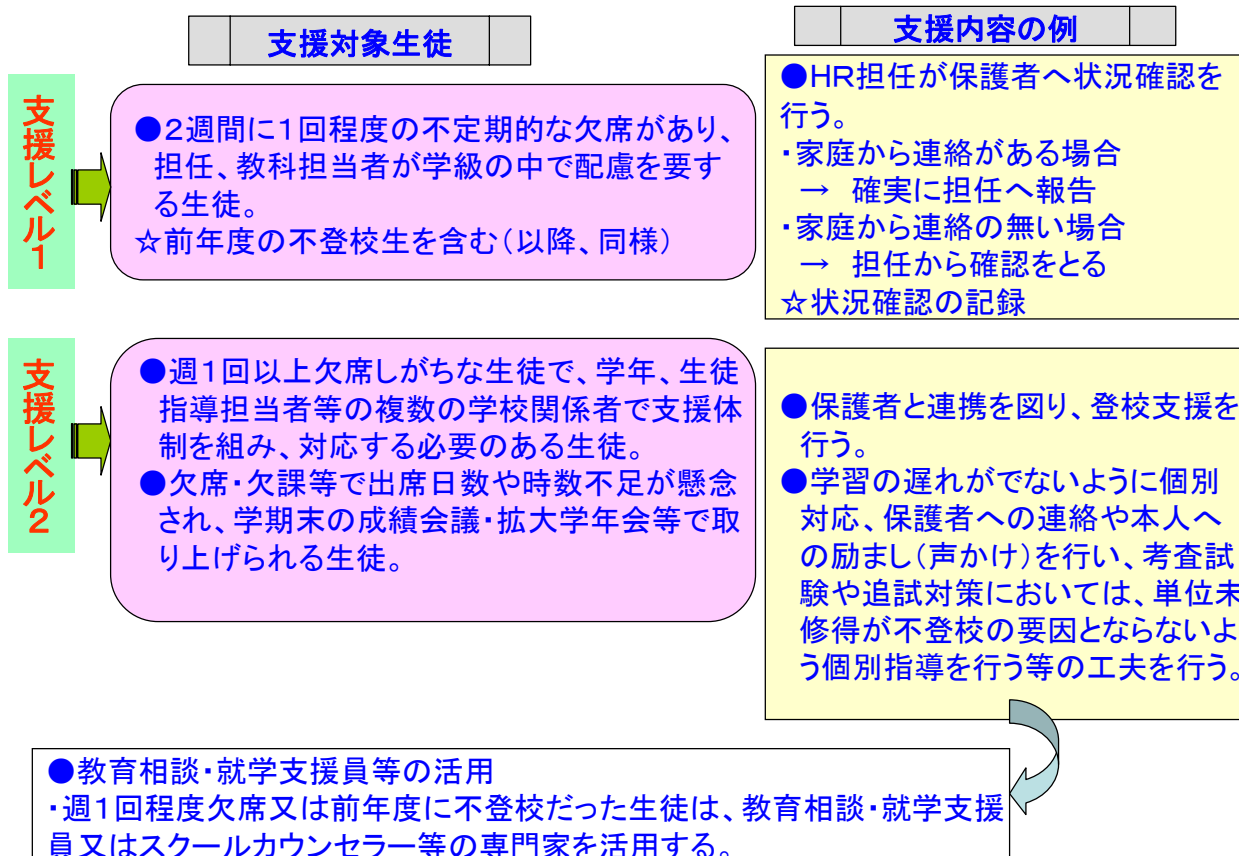 支援対象生徒
支援内容の例
支援レベル1
●2週間に1回程度の不定期的な欠席があり、
担任、教科担当者が学級の中で配慮を要す
る生徒。
☆前年度の不登校生を含む(以降、同様)
●HR担任が保護者へ状況確認を
行う。
・家庭から連絡がある場合
→ 確実に担任へ報告
・家庭から連絡の無い場合
→ 担任から確認をとる
☆状況確認の記録
支援レベル2
●週1回以上欠席しがちな生徒で、学年、生徒
指導担当者等の複数の学校関係者で支援体
制を組み、対応する必要のある生徒。
●欠席・欠課等で出席日数や時数不足が懸念
され、学期末の成績会議・拡大学年会等で取
り上げられる生徒。
●保護者と連携を図り、登校支援を
行う。
●学習の遅れがでないように個別
対応、保護者への連絡や本人へ
の励まし(声かけ)を行い、考査試
験や追試対策においては、単位未
修得が不登校の要因とならないよ
う個別指導を行う等の工夫を行う。
●教育相談・就学支援員等の活用
・週1回程度欠席又は前年度に不登校だった生徒は、教育相談・就学支援
員又はスクールカウンセラー等の専門家を活用する。